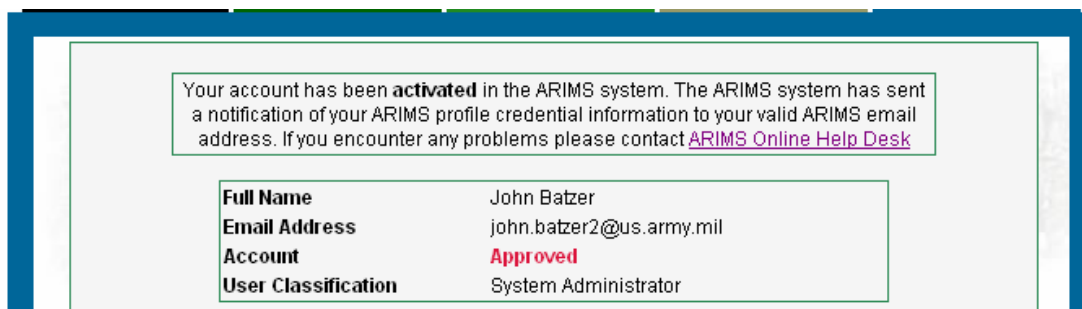 Your account has been activated in the ARIMS system. The ARIMS system has sent
a notification of your ARIMS profile credential information to your valid ARIMS email
address. If you encounter any problems please contact ARIMS Online Help Desk
Full Name John Batzer
Email Address john.batzer2@us.army.mil
Account Approved
User Classification System Administrator